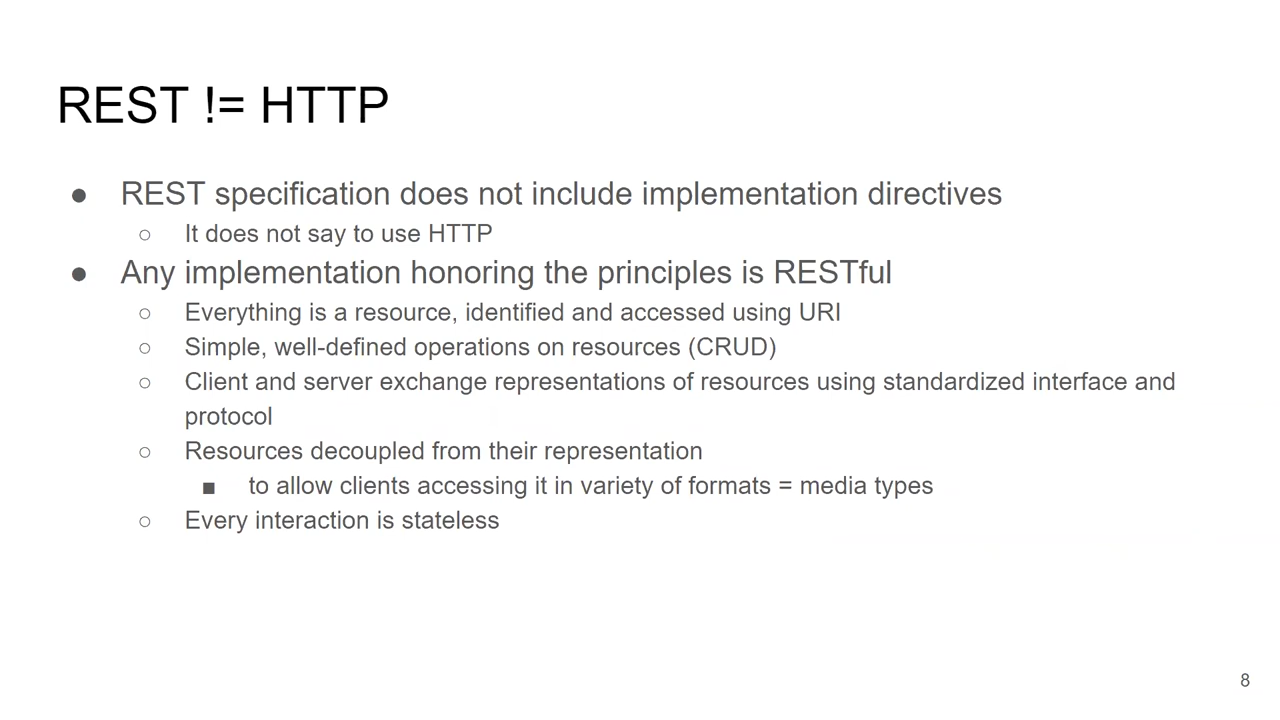 REST != HTTP
● REST specification does not include implementation directives
○ It does not say to use HTTP
● Any implementation honoring the principles is RESTful
○ Everything is a resource, identified and accessed using URI
○ Simple, well-defined operations on resources (CRUD)
○ Client and server exchange representations of resources using standardized interface and
protocol
○ Resources decoupled from their representation
■ to allow clients accessing it in variety of formats = media types
○ Every interaction is stateless
8